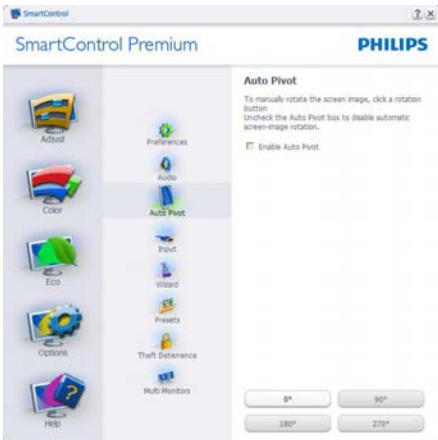 SmartControl
SmartControl Premium
PHILIPS
Adjust
Color
Eco
Options
Help
Preferences
Audio
Auto Pivot
Input
Wizard
Presets
Theft Deterrence
Multi Monitors
Auto Pivot
To manually rotate the screen image, click a rotation
button
Uncheck the Auto Pivot box to disable automatic
screen-image rotation.
Enable Auto Pivot
0°
90°
180°
270°